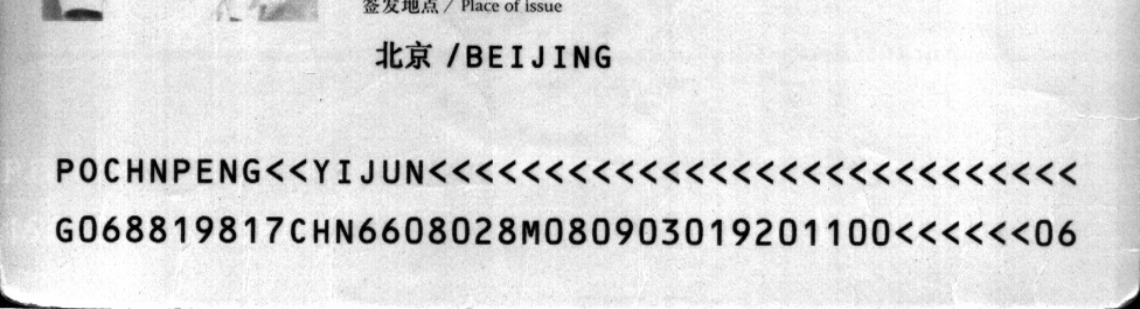 签发地点 / Place of issue
北京 /BEIJING
POCHNPENG<<YIJUN<<<<<<<<<<<<<<<<<<<<<<<<<<<<
G068819817CHN6608028M080903019201100<<<<<<06